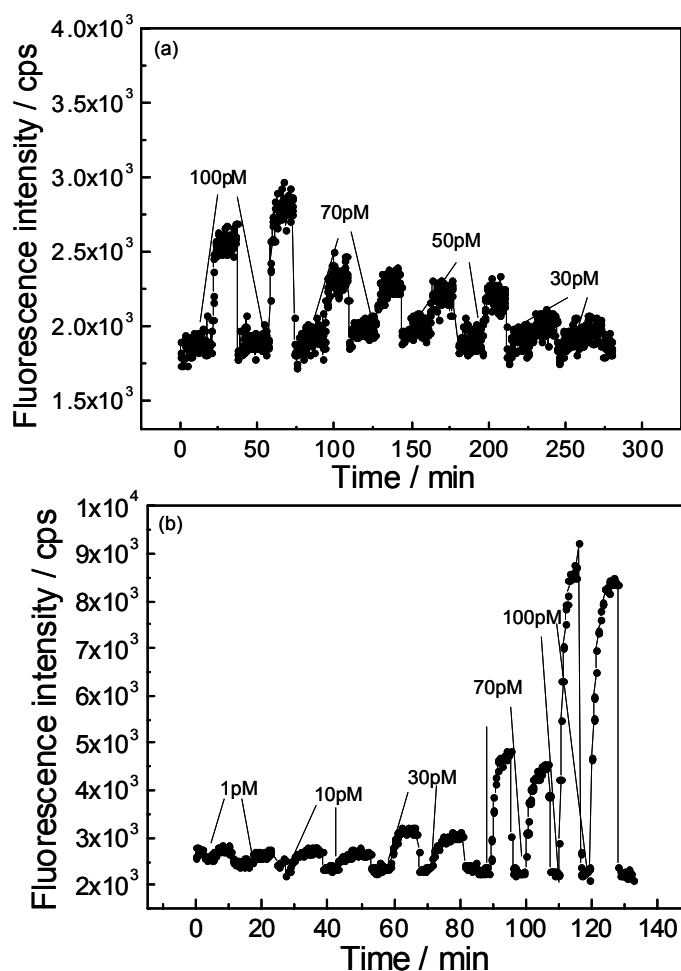 (a)
Fluorescence intensity / cps
4.0x10³
3.5x10³
3.0x10³
2.5x10³
2.0x10³
1.5x10³
100pM
70pM
50pM
30pM
0 50 100 150 200 250 300
Time / min
(b)
Fluorescence intensity / cps
1x10⁴
9x10³
8x10³
7x10³
6x10³
5x10³
4x10³
3x10³
2x10³
100pM
70pM
30pM
1pM
10pM
0 20 40 60 80 100 120 140
Time / min